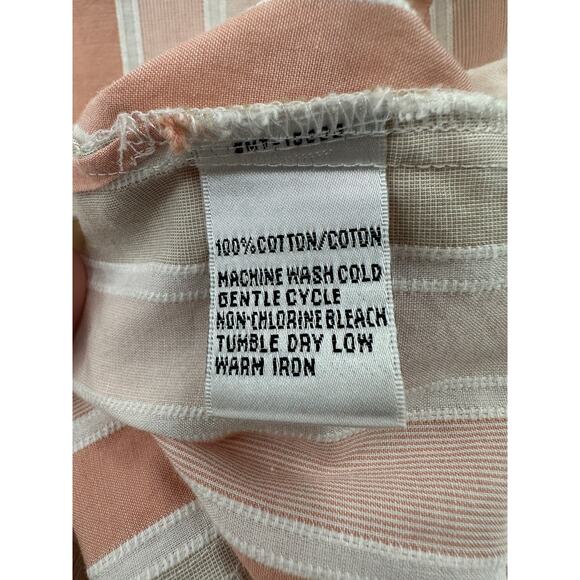 100% COTTON/COTON
MACHINE WASH COLD
GENTLE CYCLE
NON-CHLORINE BLEACH
TUMBLE DRY LOW
WARM IRON